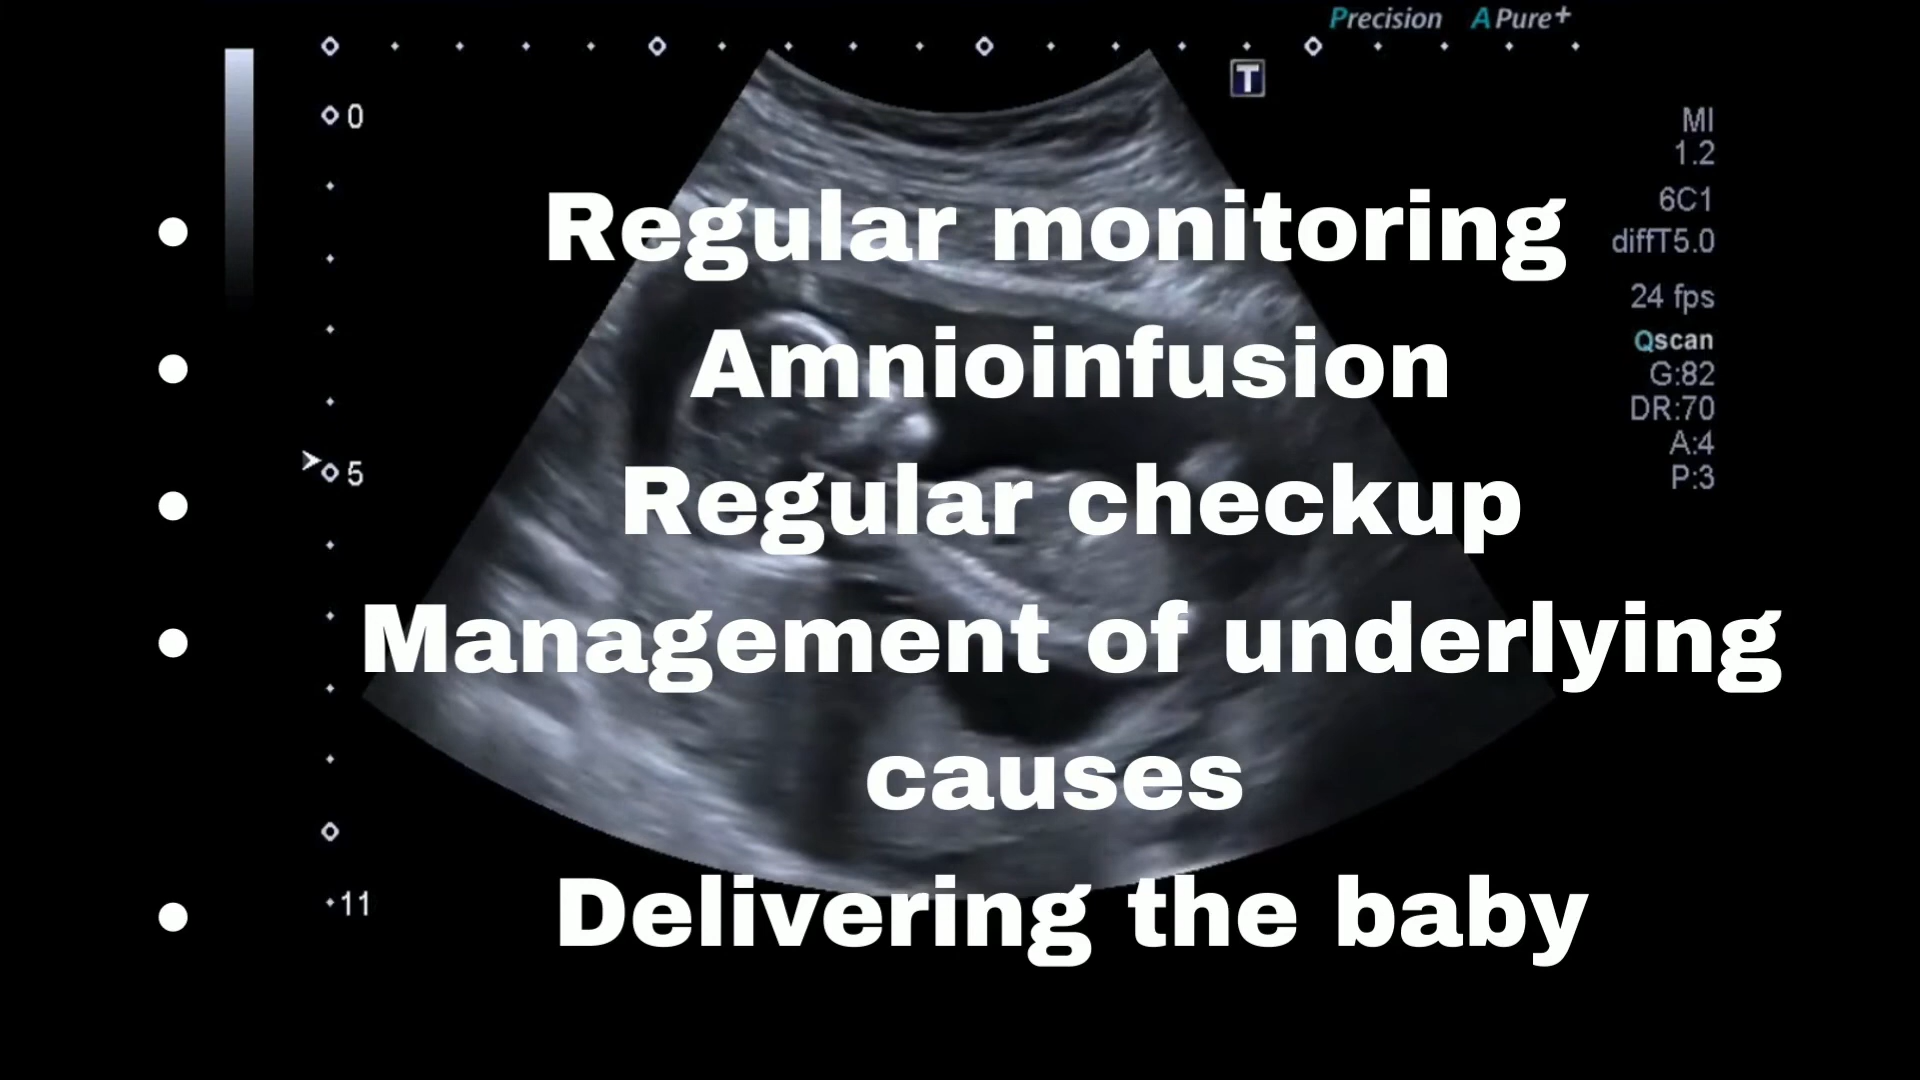 Precision A Pure+
T
0
MI
1.2
6C1
diffT5.0
24 fps
Qscan
G:82
DR:70
A:4
P:3
5
11
• Regular monitoring
• Amnioinfusion
• Regular checkup
• Management of underlying
causes
• Delivering the baby